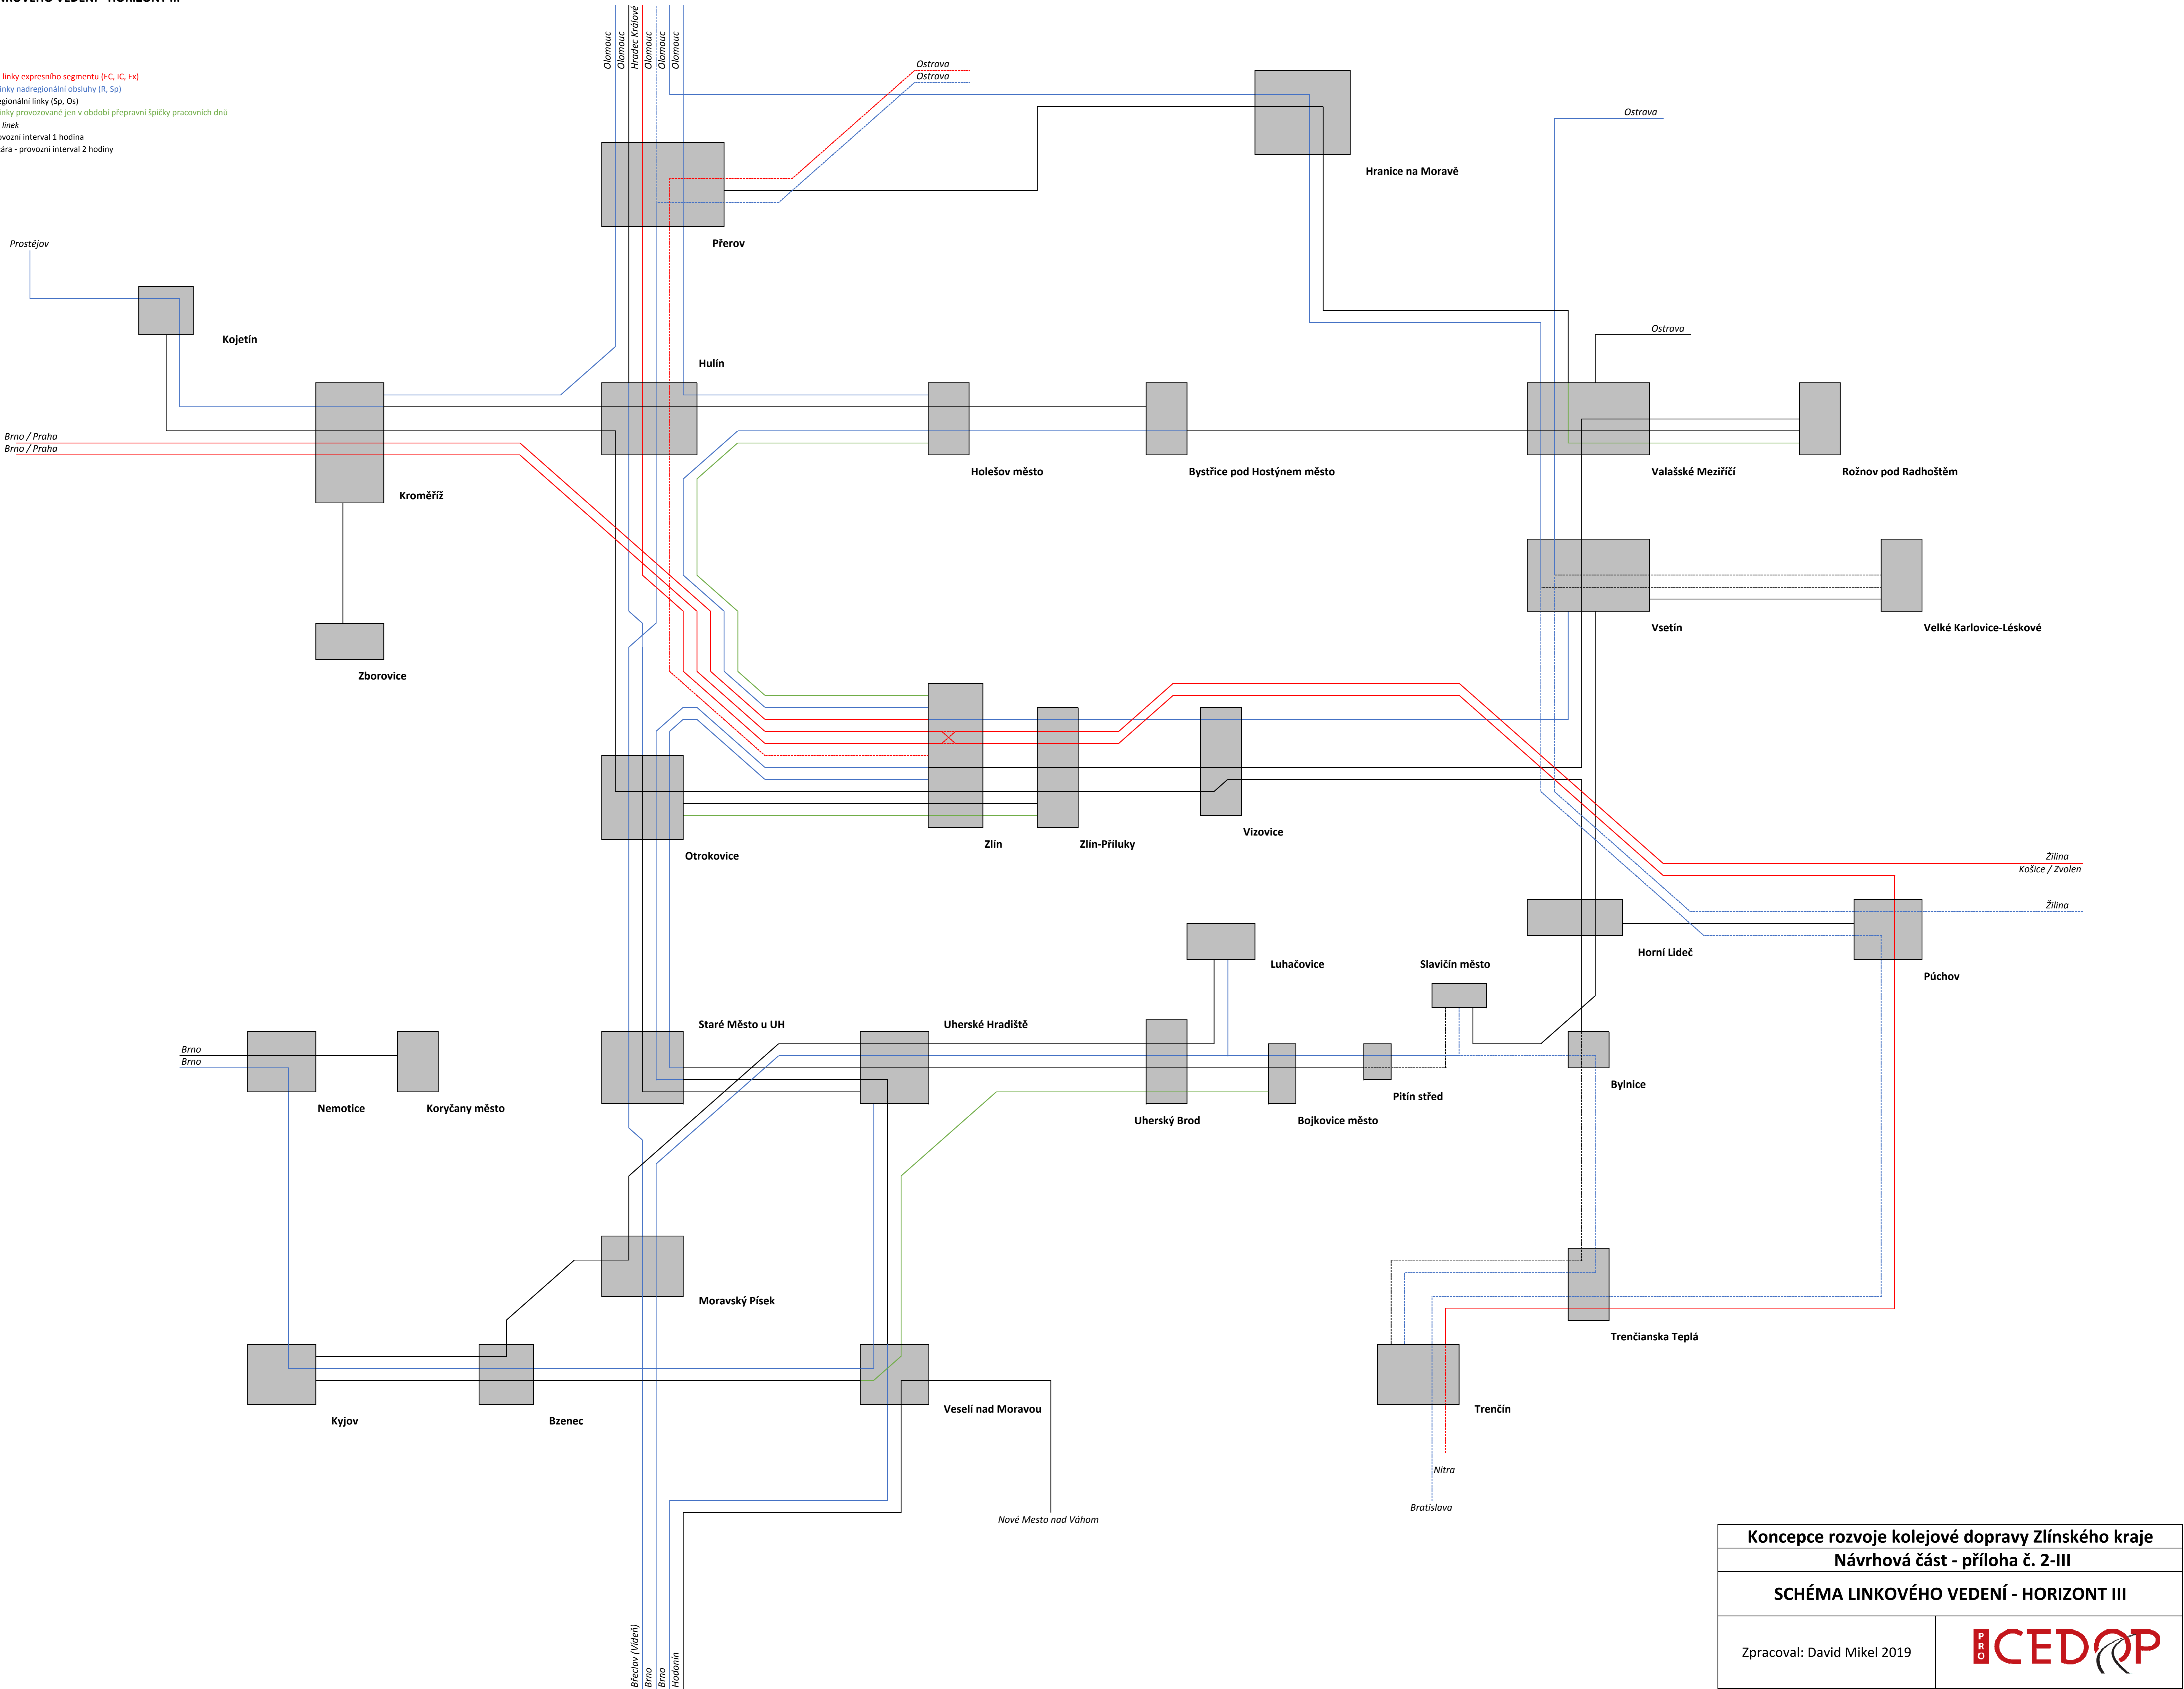 VEDENÍ - HORIZONT III
linky expresního segmentu (EC, IC, Ex)
linky nadregionální obsluhy (R, Sp)
egionální linky (Sp, Os)
linky provozované jen v období přepravní špičky pracovních dnů
linek
ovozní interval 1 hodina
ára - provozní interval 2 hodiny
Olomouc
Olomouc
Hradec Králové
Olomouc
Olomouc
Olomouc
Ostrava
Ostrava
Ostrava
Hranice na Moravě
Přerov
Prostějov
Kojetín
Ostrava
Hulín
Brno / Praha
Brno / Praha
Holešov město
Bystřice pod Hostýnem město
Valašské Meziříčí
Rožnov pod Radhoštěm
Kroměříž
Vsetín
Velké Karlovice-Léskové
Zborovice
Otrokovice
Zlín
Zlín-Příluky
Vizovice
Žilina
Košice / Zvolen
Žilina
Horní Lideč
Púchov
Luhačovice
Slavičín město
Staré Město u UH
Uherské Hradiště
Brno
Brno
Nemotice
Koryčany město
Uherský Brod
Bojkovice město
Pitín střed
Bylnice
Moravský Písek
Trenčianska Teplá
Kyjov
Bzenec
Veselí nad Moravou
Trenčín
Nitra
Bratislava
Nové Mesto nad Váhom
Břeclav (Vídeň)
Brno
Brno
Hodonín
Koncepce rozvoje kolejové dopravy Zlínského kraje
Návrhová část - příloha č. 2-III
SCHÉMA LINKOVÉHO VEDENÍ - HORIZONT III
Zpracoval: David Mikel 2019
PRO CEDOP